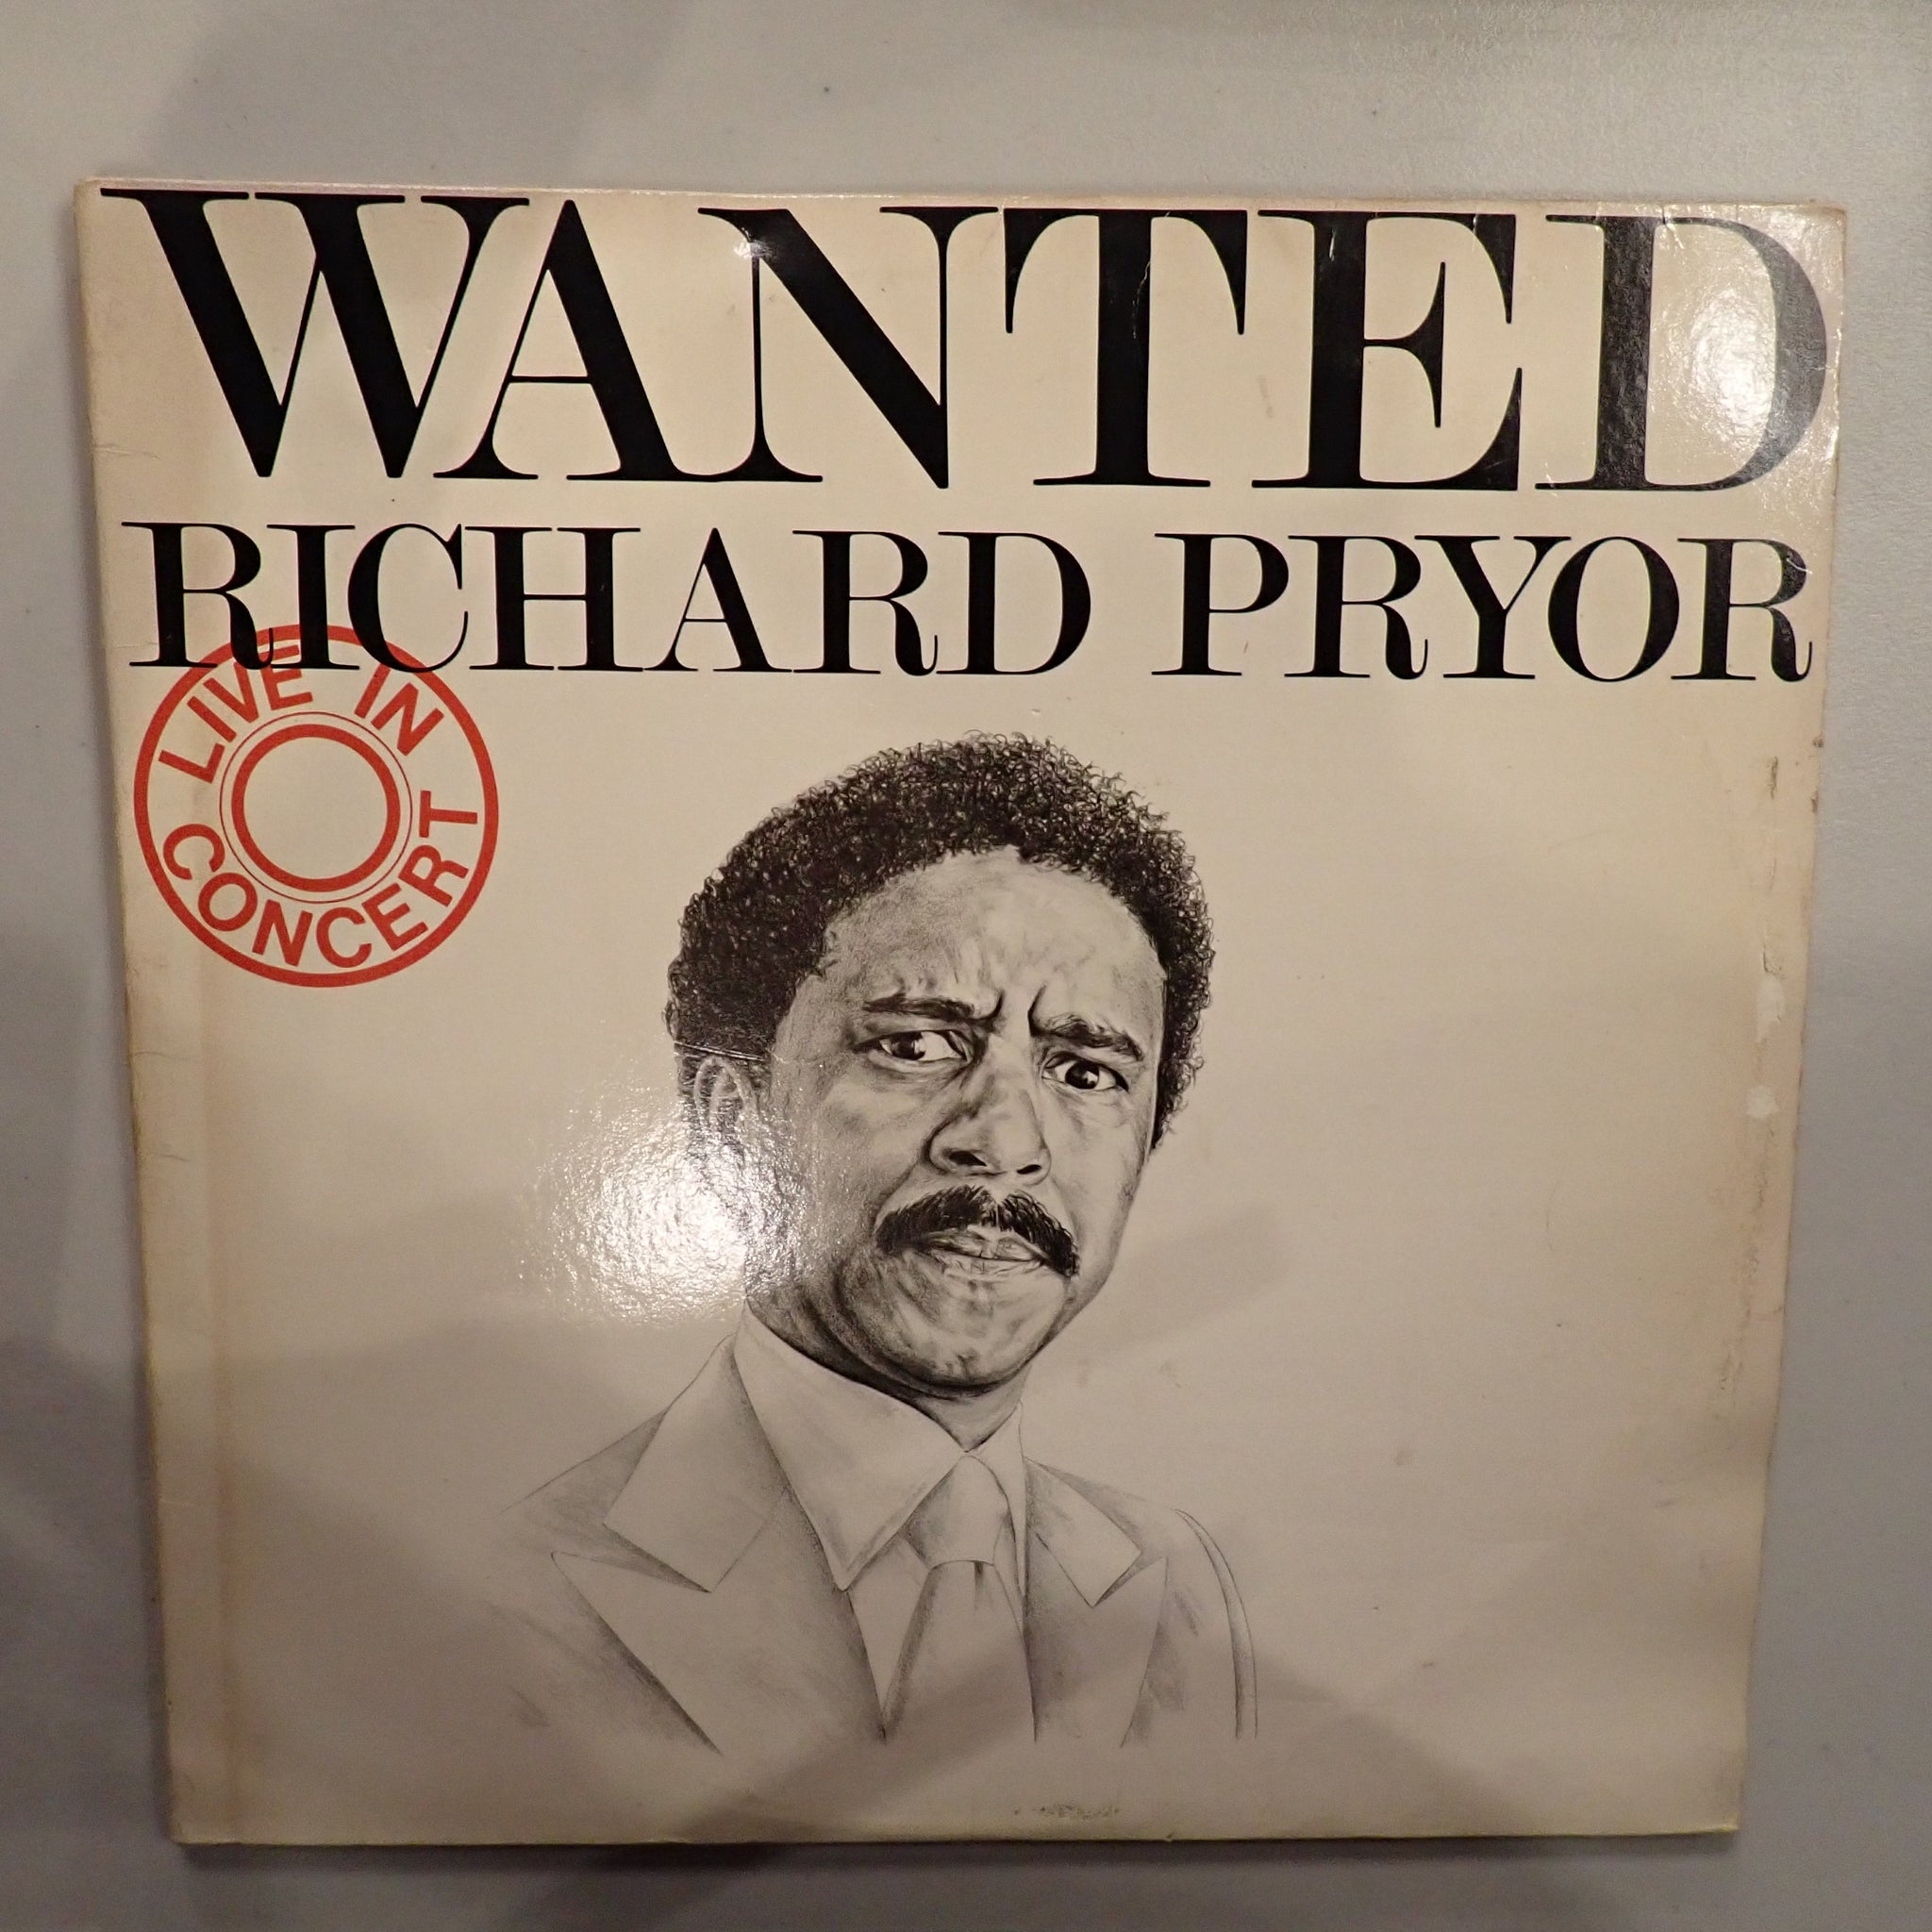 WANTED
RICHARD PRYOR
LIVE IN
CONCERT